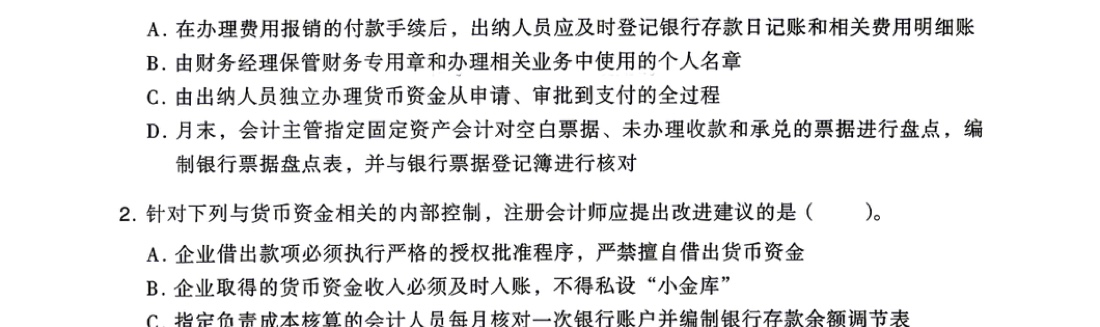 A. 在办理费用报销的付款手续后，出纳人员应及时登记银行存款日记账和相关费用明细账
B. 由财务经理保管财务专用章和办理相关业务中使用的个人名章
C. 由出纳人员独立办理货币资金从申请、审批到支付的全过程
D. 月末，会计主管指定固定资产会计对空白票据、未办理收款和承兑的票据进行盘点，编
制银行票据盘点表，并与银行票据登记簿进行核对
2. 针对下列与货币资金相关的内部控制，注册会计师应提出改进建议的是（　　）。
A. 企业借出款项必须执行严格的授权批准程序，严禁擅自借出货币资金
B. 企业取得的货币资金收入必须及时入账，不得私设“小金库”
C. 指定负责成本核算的会计人员每月核对一次银行账户并编制银行存款余额调节表